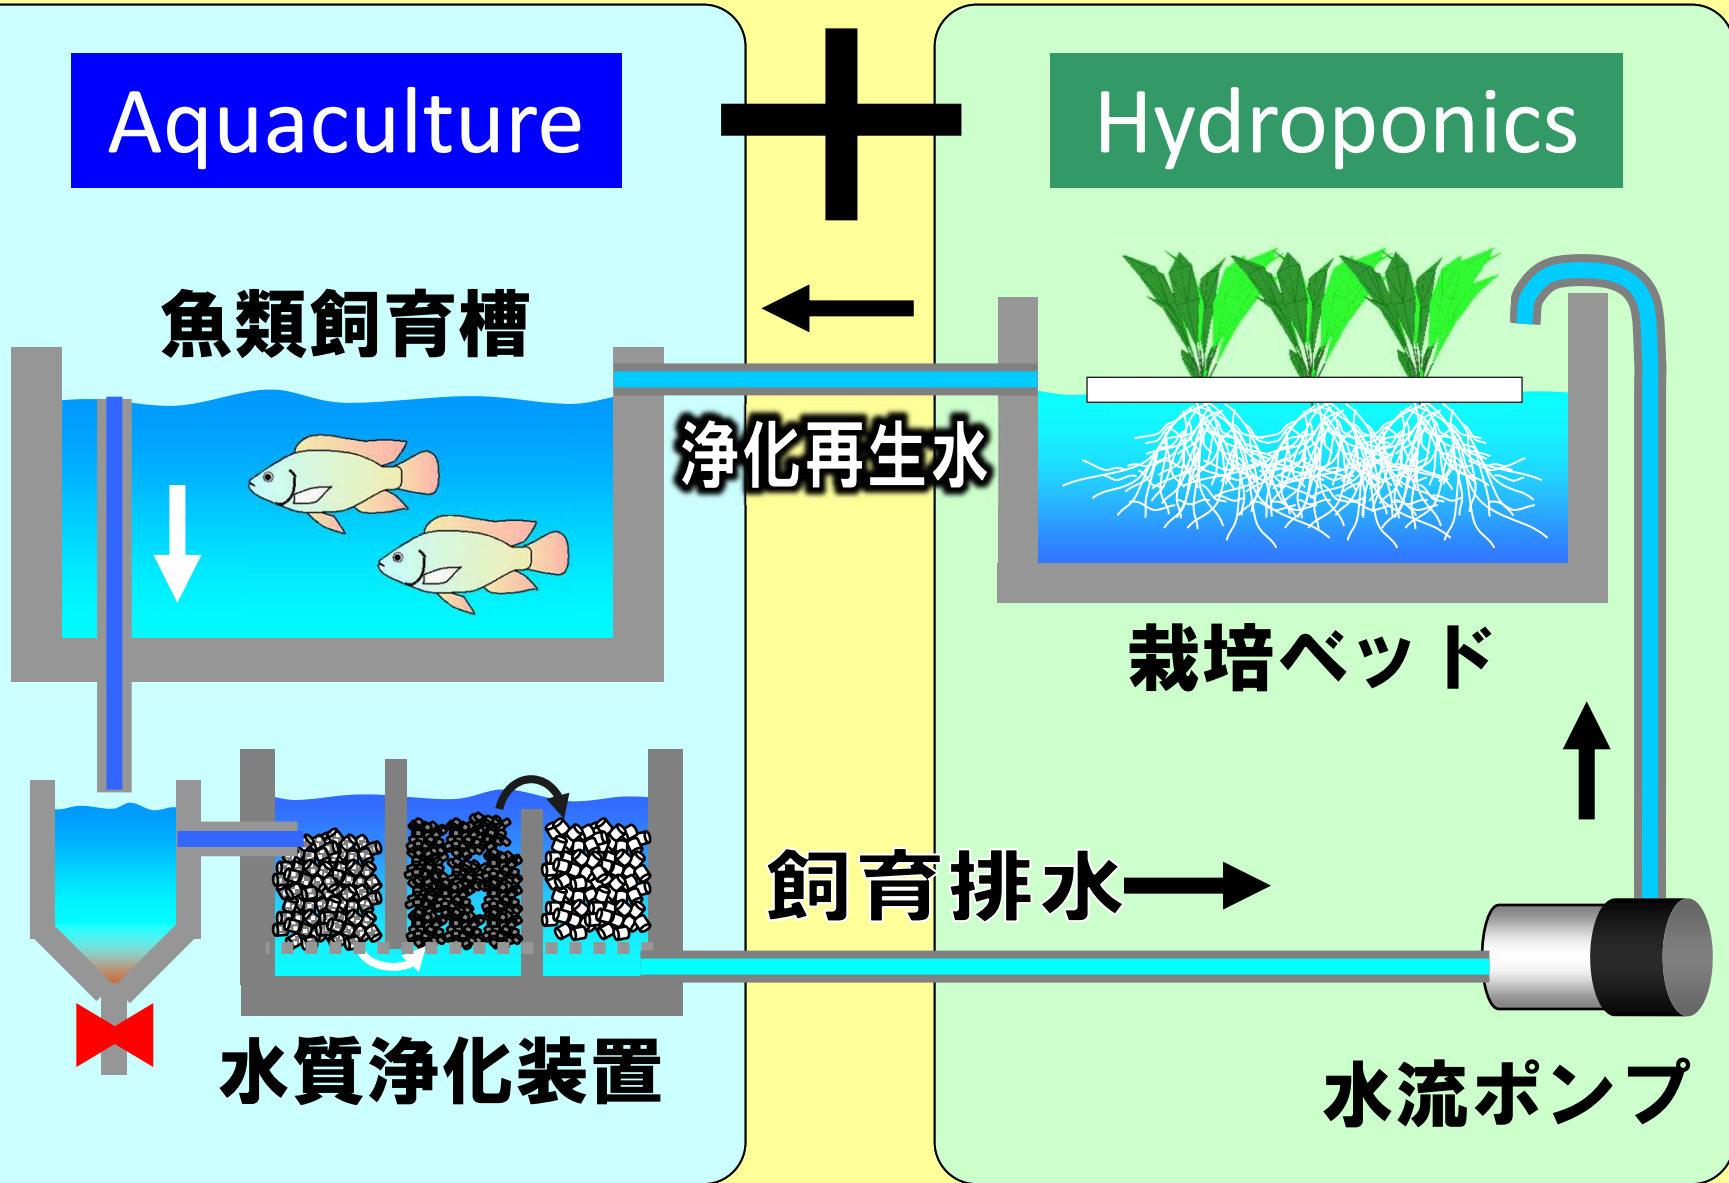 Aquaculture
Hydroponics
魚類飼育槽
浄化再生水
栽培ベッド
飼育排水
水質浄化装置
水流ポンプ